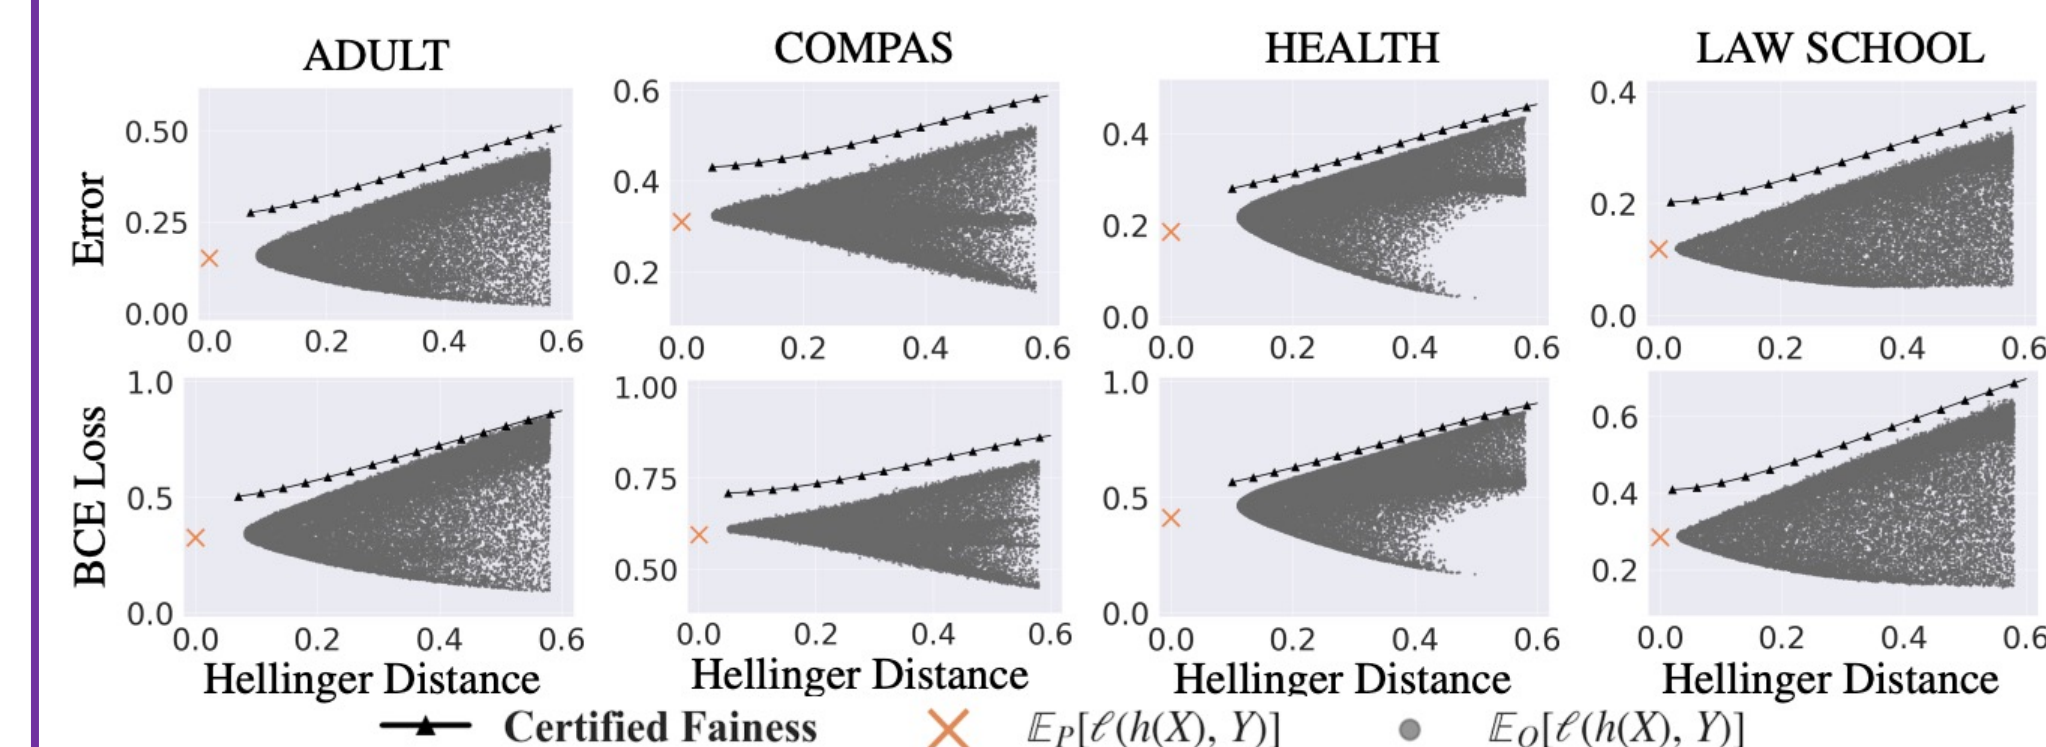 ADULT COMPAS HEALTH LAW SCHOOL
Error
0.50 0.25 0.00
0.0 0.2 0.4 0.6
0.6 0.4 0.2
0.0 0.2 0.4 0.6
0.4 0.2 0.0
0.0 0.2 0.4 0.6
0.4 0.2 0.0
0.0 0.2 0.4 0.6
BCE Loss
1.0 0.5 0.0
0.0 0.2 0.4 0.6
1.00 0.75 0.50
0.0 0.2 0.4 0.6
1.0 0.5 0.0
0.0 0.2 0.4 0.6
0.6 0.4 0.2
0.0 0.2 0.4 0.6
Hellinger Distance Hellinger Distance Hellinger Distance Hellinger Distance
Certified Fainess 𝔼P[ℓ(h(X), Y)] 𝔼Q[ℓ(h(X), Y)]